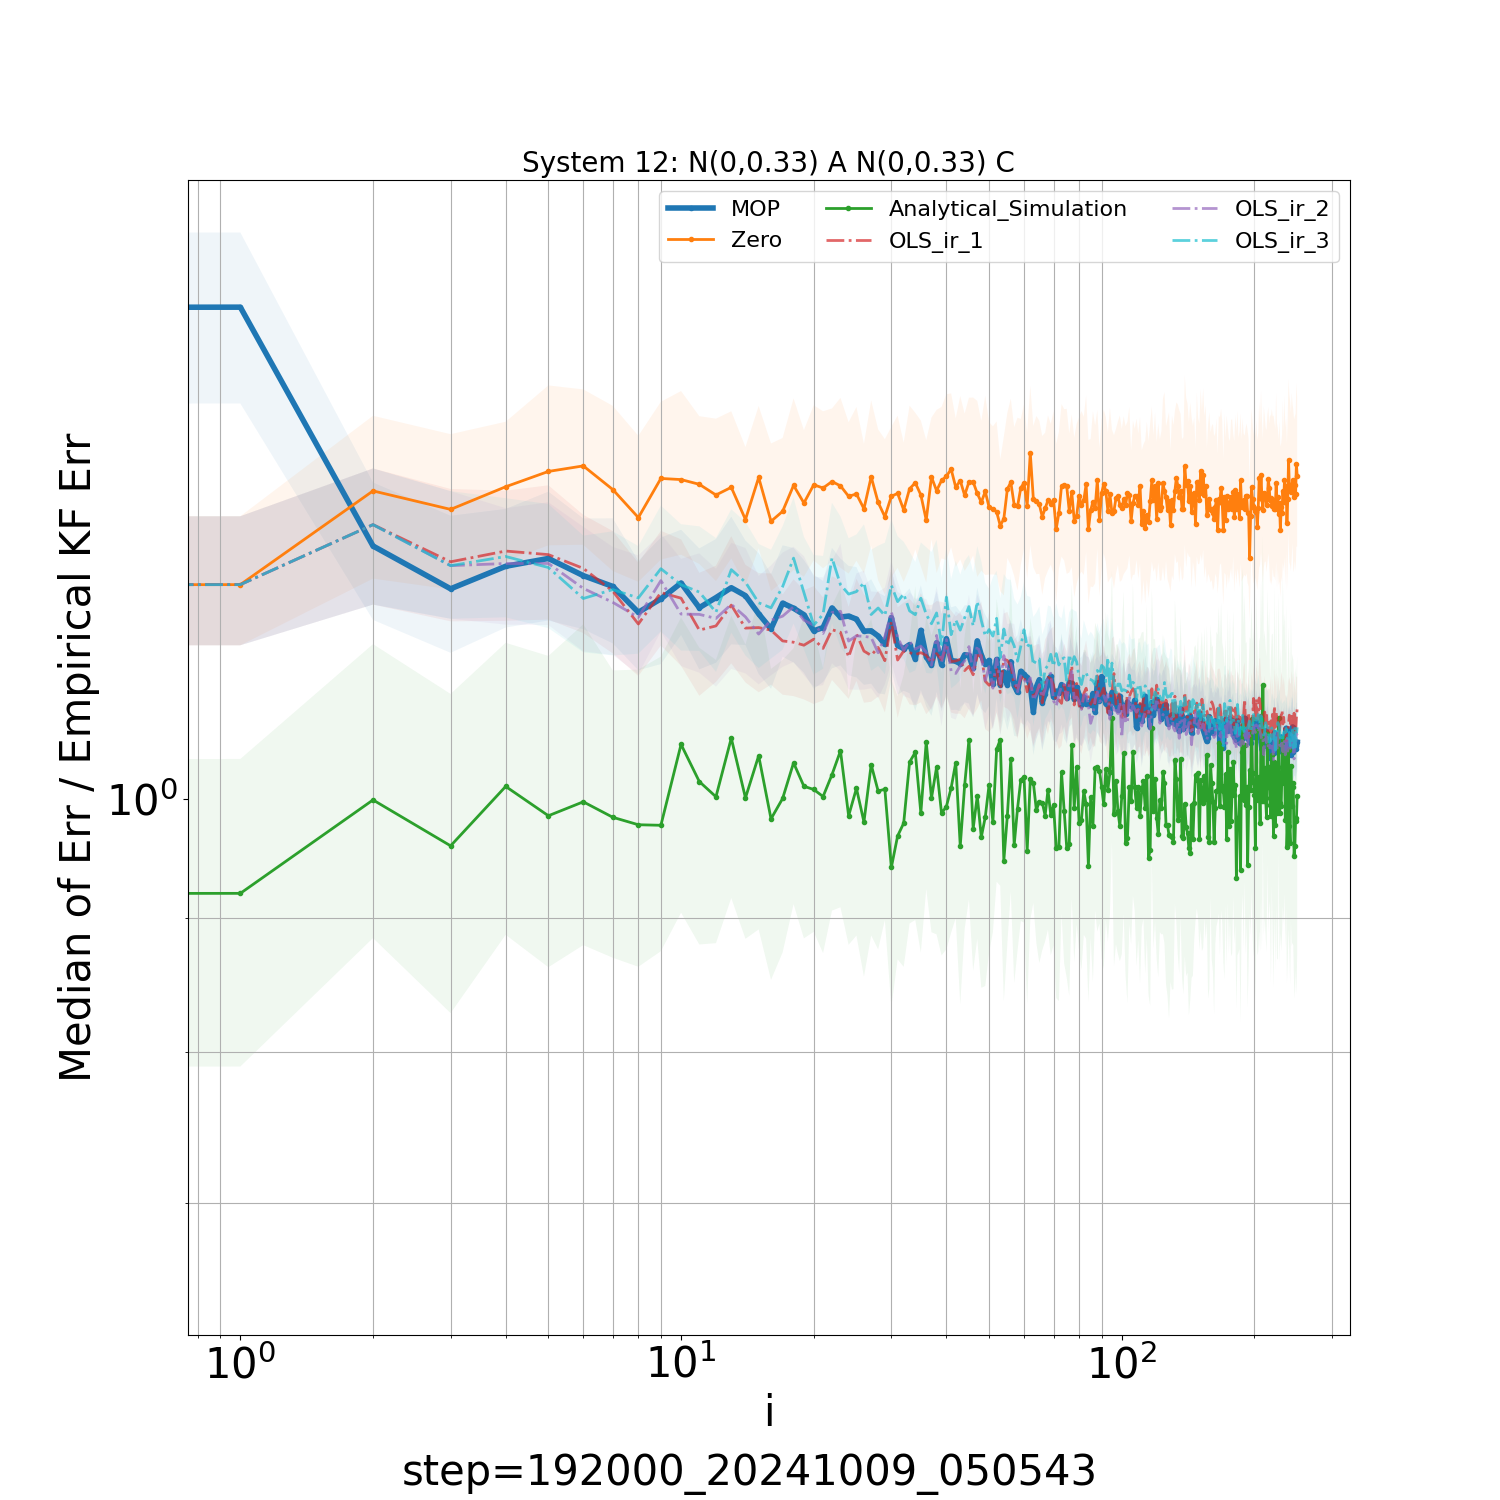 System 12: N(0,0.33) A N(0,0.33) C
MOP
Zero
Analytical_Simulation
OLS_ir_1
OLS_ir_2
OLS_ir_3
Median of Err / Empirical KF Err
10⁰
10⁰
10¹
10²
i
step=192000_20241009_050543